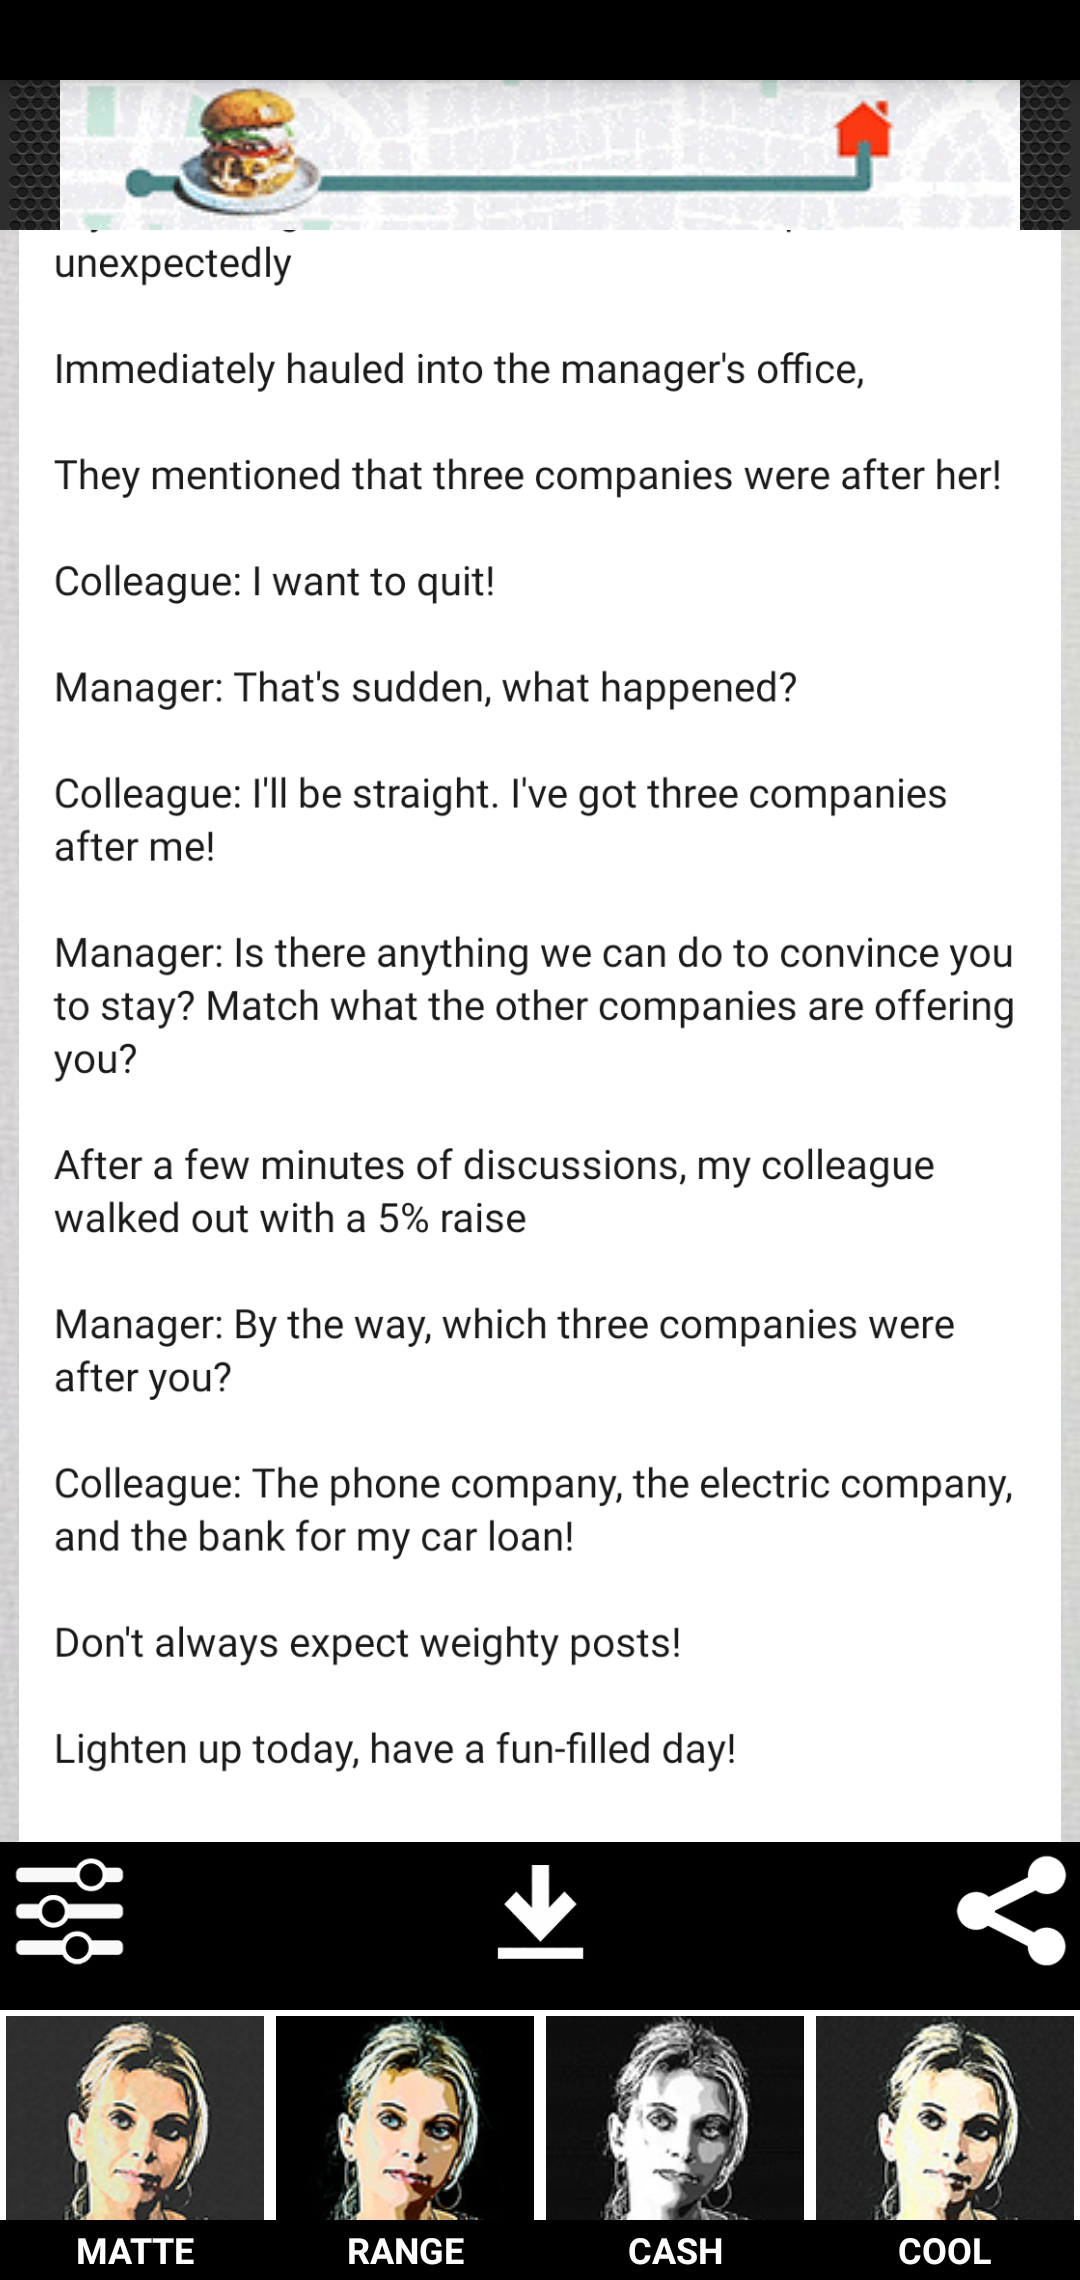 unexpectedly
Immediately hauled into the manager's office,
They mentioned that three companies were after her!
Colleague: I want to quit!
Manager: That's sudden, what happened?
Colleague: I'll be straight. I've got three companies
after me!
Manager: Is there anything we can do to convince you
to stay? Match what the other companies are offering
you?
After a few minutes of discussions, my colleague
walked out with a 5% raise
Manager: By the way, which three companies were
after you?
Colleague: The phone company, the electric company,
and the bank for my car loan!
Don't always expect weighty posts!
Lighten up today, have a fun-filled day!
MATTE
RANGE
CASH
COOL